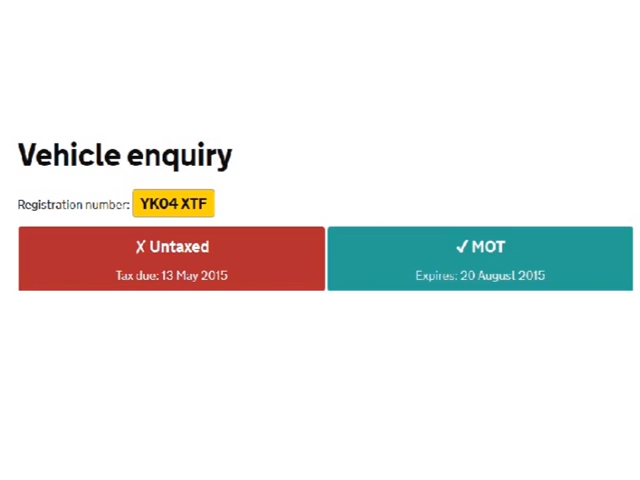 Vehicle enquiry
Registration number: YK04 XTF
✗ Untaxed
Tax due: 13 May 2015
✓ MOT
Expires: 20 August 2015